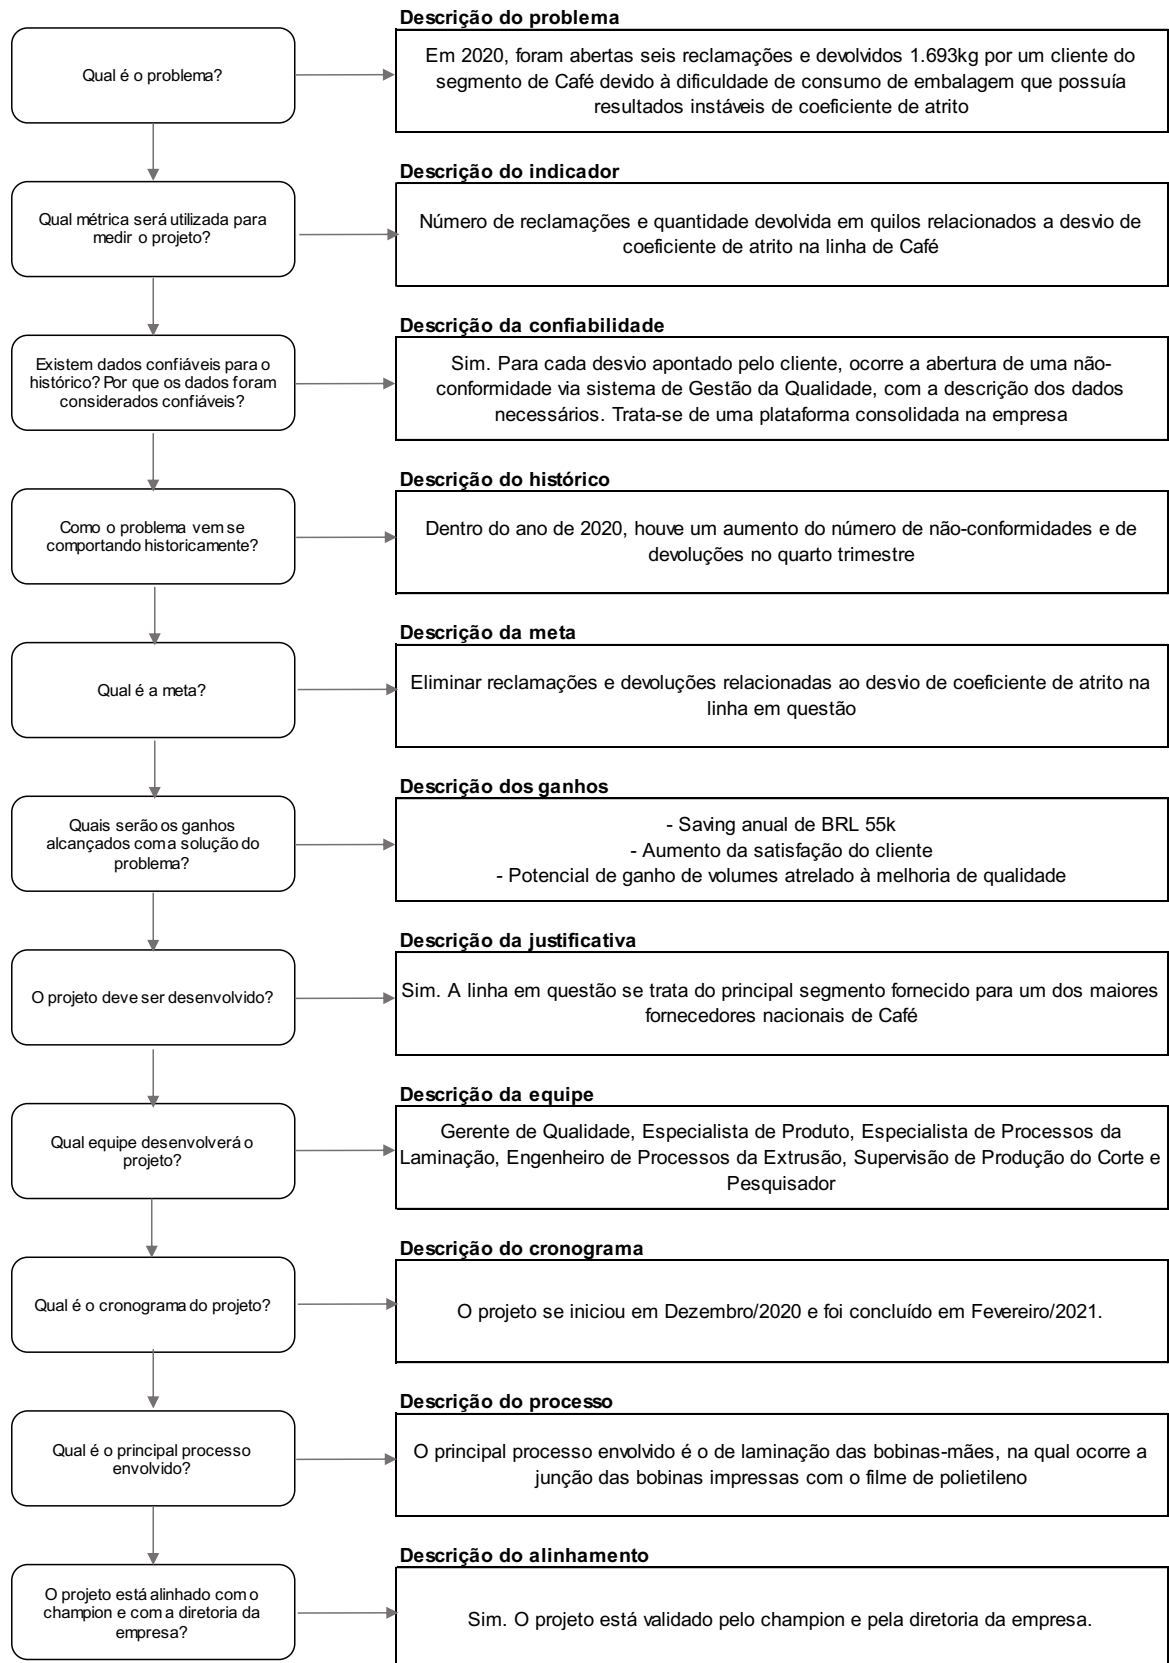 Descrição do problema
Qual é o problema?
Em 2020, foram abertas seis reclamações e devolvidos 1.693kg por um cliente do
segmento de Café devido à dificuldade de consumo de embalagem que possuía
resultados instáveis de coeficiente de atrito
Descrição do indicador
Qual métrica será utilizada para
medir o projeto?
Número de reclamações e quantidade devolvida em quilos relacionados a desvio de
coeficiente de atrito na linha de Café
Descrição da confiabilidade
Existem dados confiáveis para o
histórico? Por que os dados foram
considerados confiáveis?
Sim. Para cada desvio apontado pelo cliente, ocorre a abertura de uma não-
conformidade via sistema de Gestão da Qualidade, com a descrição dos dados
necessários. Trata-se de uma plataforma consolidada na empresa
Descrição do histórico
Como o problema vem se
comportando historicamente?
Dentro do ano de 2020, houve um aumento do número de não-conformidades e de
devoluções no quarto trimestre
Descrição da meta
Qual é a meta?
Eliminar reclamações e devoluções relacionadas ao desvio de coeficiente de atrito na
linha em questão
Descrição dos ganhos
Quais serão os ganhos
alcançados com a solução do
problema?
- Saving anual de BRL 55k
- Aumento da satisfação do cliente
- Potencial de ganho de volumes atrelado à melhoria de qualidade
Descrição da justificativa
O projeto deve ser desenvolvido?
Sim. A linha em questão se trata do principal segmento fornecido para um dos maiores
fornecedores nacionais de Café
Descrição da equipe
Qual equipe desenvolverá o
projeto?
Gerente de Qualidade, Especialista de Produto, Especialista de Processos da
Laminação, Engenheiro de Processos da Extrusão, Supervisão de Produção do Corte e
Pesquisador
Descrição do cronograma
Qual é o cronograma do projeto?
O projeto se iniciou em Dezembro/2020 e foi concluído em Fevereiro/2021.
Descrição do processo
Qual é o principal processo
envolvido?
O principal processo envolvido é o de laminação das bobinas-mães, na qual ocorre a
junção das bobinas impressas com o filme de polietileno
Descrição do alinhamento
O projeto está alinhado com o
champion e com a diretoria da
empresa?
Sim. O projeto está validado pelo champion e pela diretoria da empresa.